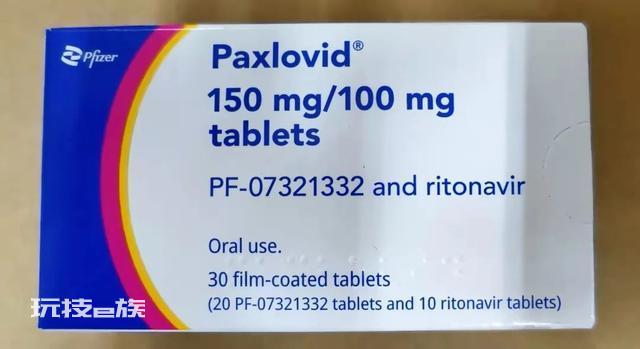 Pfizer
Paxlovid®
150 mg/100 mg
tablets
PF-07321332 and ritonavir
Oral use.
30 film-coated tablets
(20 PF-07321332 tablets and 10 ritonavir tablets)
玩技e族